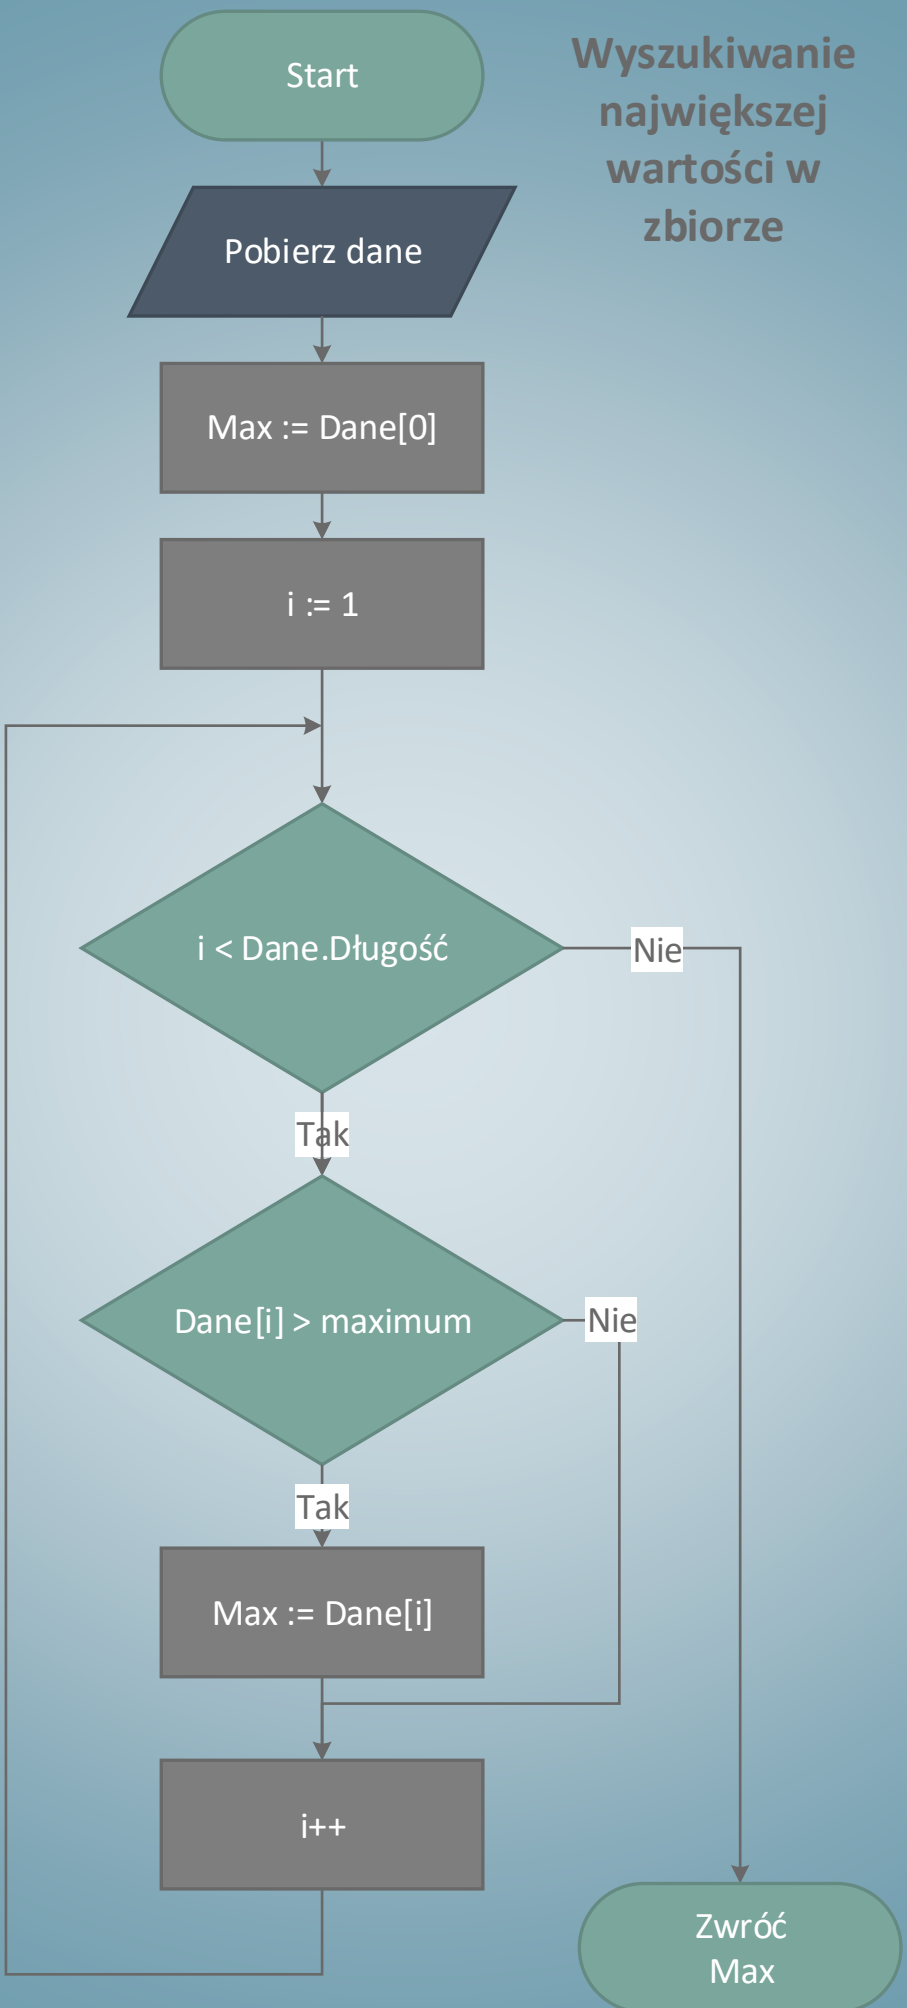 Wyszukiwanie
największej
wartości w
zbiorze
Start
Pobierz dane
Max := Dane[0]
i := 1
i < Dane.Długość
Nie
Tak
Dane[i] > maximum
Nie
Tak
Max := Dane[i]
i++
Zwróć
Max